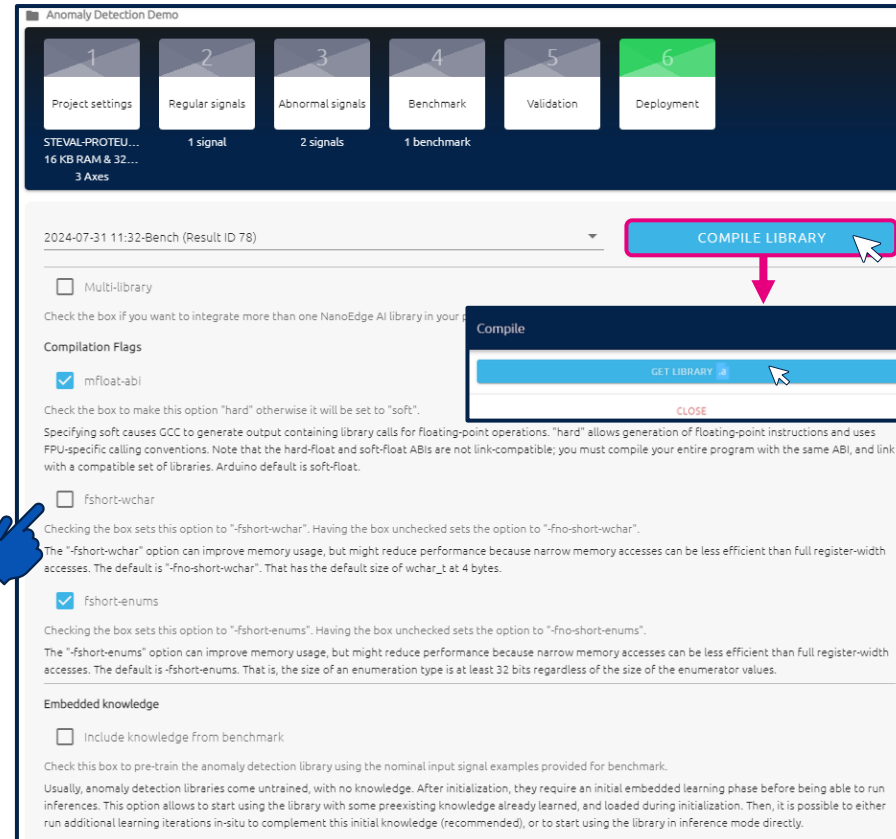 Anomaly Detection Demo
1 2 3 4 5 6
Project settings Regular signals Abnormal signals Benchmark Validation Deployment
STEVAL-PROTEU... 1 signal 2 signals 1 benchmark
16 KB RAM & 32...
3 Axes
2024-07-31 11:32-Bench (Result ID 78) COMPILE LIBRARY
Multi-library
Check the box if you want to integrate more than one NanoEdge AI library in your
Compile
GET LIBRARY
CLOSE
Compilation Flags
mfloat-abi
Check the box to make this option "hard" otherwise it will be set to "soft".
Specifying soft causes GCC to generate output containing library calls for floating-point operations. "hard" allows generation of floating-point instructions and uses
FPU-specific calling conventions. Note that the hard-float and soft-float ABIs are not link-compatible; you must compile your entire program with the same ABI, and link
with a compatible set of libraries. Arduino default is soft-float.
fshort-wchar
Checking the box sets this option to "-fshort-wchar". Having the box unchecked sets the option to "-fno-short-wchar".
The "-fshort-wchar" option can improve memory usage, but might reduce performance because narrow memory accesses can be less efficient than full register-width
accesses. The default is "-fno-short-wchar". That has the default size of wchar_t at 4 bytes.
fshort-enums
Checking the box sets this option to "-fshort-enums". Having the box unchecked sets the option to "-fno-short-enums".
The "-fshort-enums" option can improve memory usage, but might reduce performance because narrow memory accesses can be less efficient than full register-width
accesses. The default is -fshort-enums. That is, the size of an enumeration type is at least 32 bits regardless of the size of the enumerator values.
Embedded knowledge
Include knowledge from benchmark
Check this box to pre-train the anomaly detection library using the nominal input signal examples provided for benchmark.
Usually, anomaly detection libraries come untrained, with no knowledge. After initialization, they require an initial embedded learning phase before being able to run
inferences. This option allows to start using the library with some preexisting knowledge already learned, and loaded during initialization. Then, it is possible to either
run additional learning iterations in-situ to complement this initial knowledge (recommended), or to start using the library in inference mode directly.